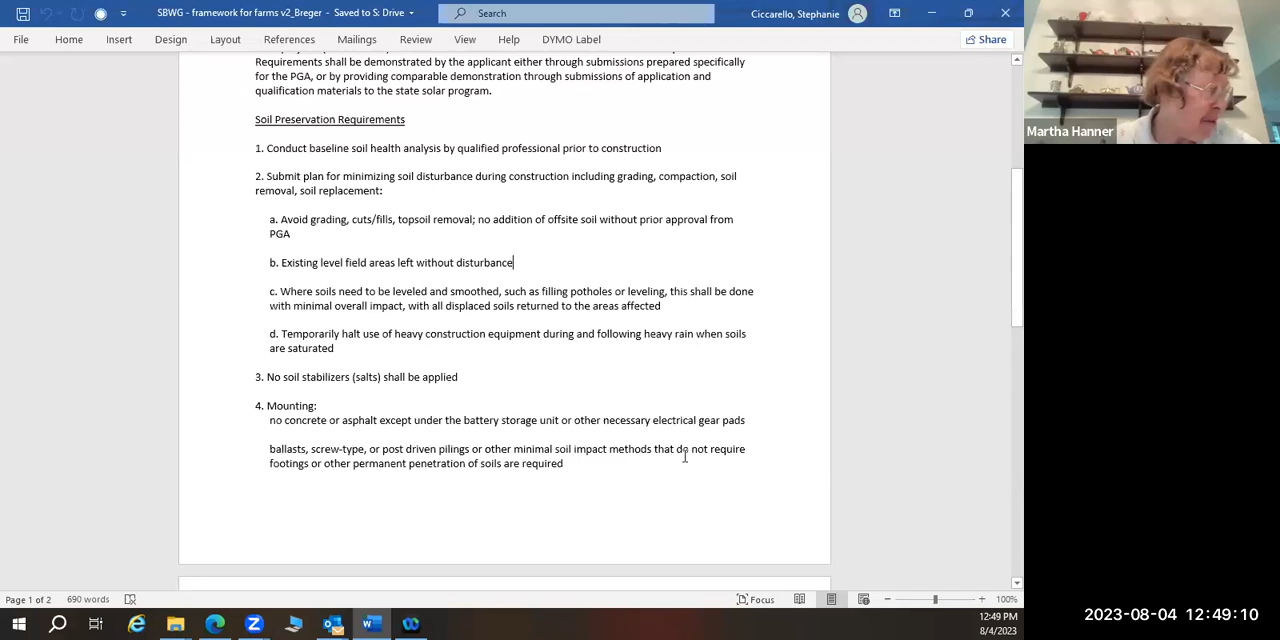 SBWG - framework for farms v2_Breger - Saved to S: Drive
Search
Ciccarello, Stephanie
File Home Insert Design Layout References Mailings Review View Help DYMO Label
Share
Requirements shall be demonstrated by the applicant either through submissions prepared specifically
for the PGA, or by providing comparable demonstration through submissions of application and
qualification materials to the state solar program.
Soil Preservation Requirements
1. Conduct baseline soil health analysis by qualified professional prior to construction
2. Submit plan for minimizing soil disturbance during construction including grading, compaction, soil
removal, soil replacement:
a. Avoid grading, cuts/fills, topsoil removal; no addition of offsite soil without prior approval from
PGA
b. Existing level field areas left without disturbance
c. Where soils need to be leveled and smoothed, such as filling potholes or leveling, this shall be done
with minimal overall impact, with all displaced soils returned to the areas affected
d. Temporarily halt use of heavy construction equipment during and following heavy rain when soils
are saturated
3. No soil stabilizers (salts) shall be applied
4. Mounting:
no concrete or asphalt except under the battery storage unit or other necessary electrical gear pads
ballasts, screw-type, or post driven pilings or other minimal soil impact methods that do not require
footings or other permanent penetration of soils are required
Martha Hanner
Page 1 of 2 690 words
Focus
100%
12:49 PM
8/4/2023
2023-08-04 12:49:10